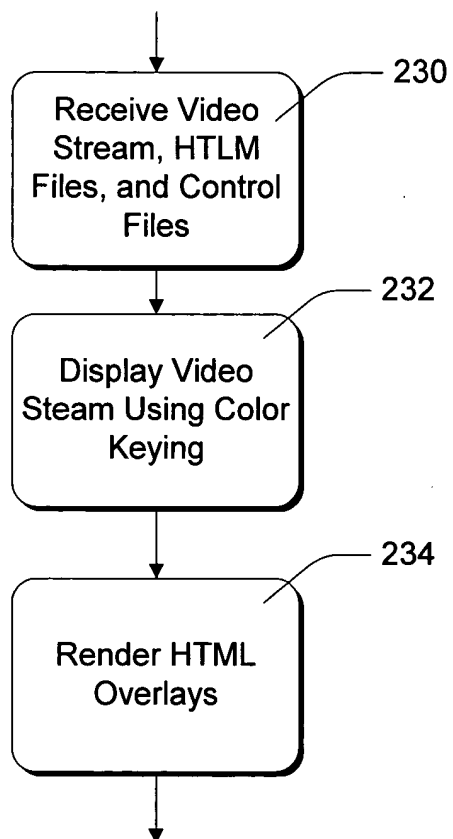 230
Receive Video
Stream, HTLM
Files, and Control
Files
232
Display Video
Steam Using Color
Keying
234
Render HTML
Overlays